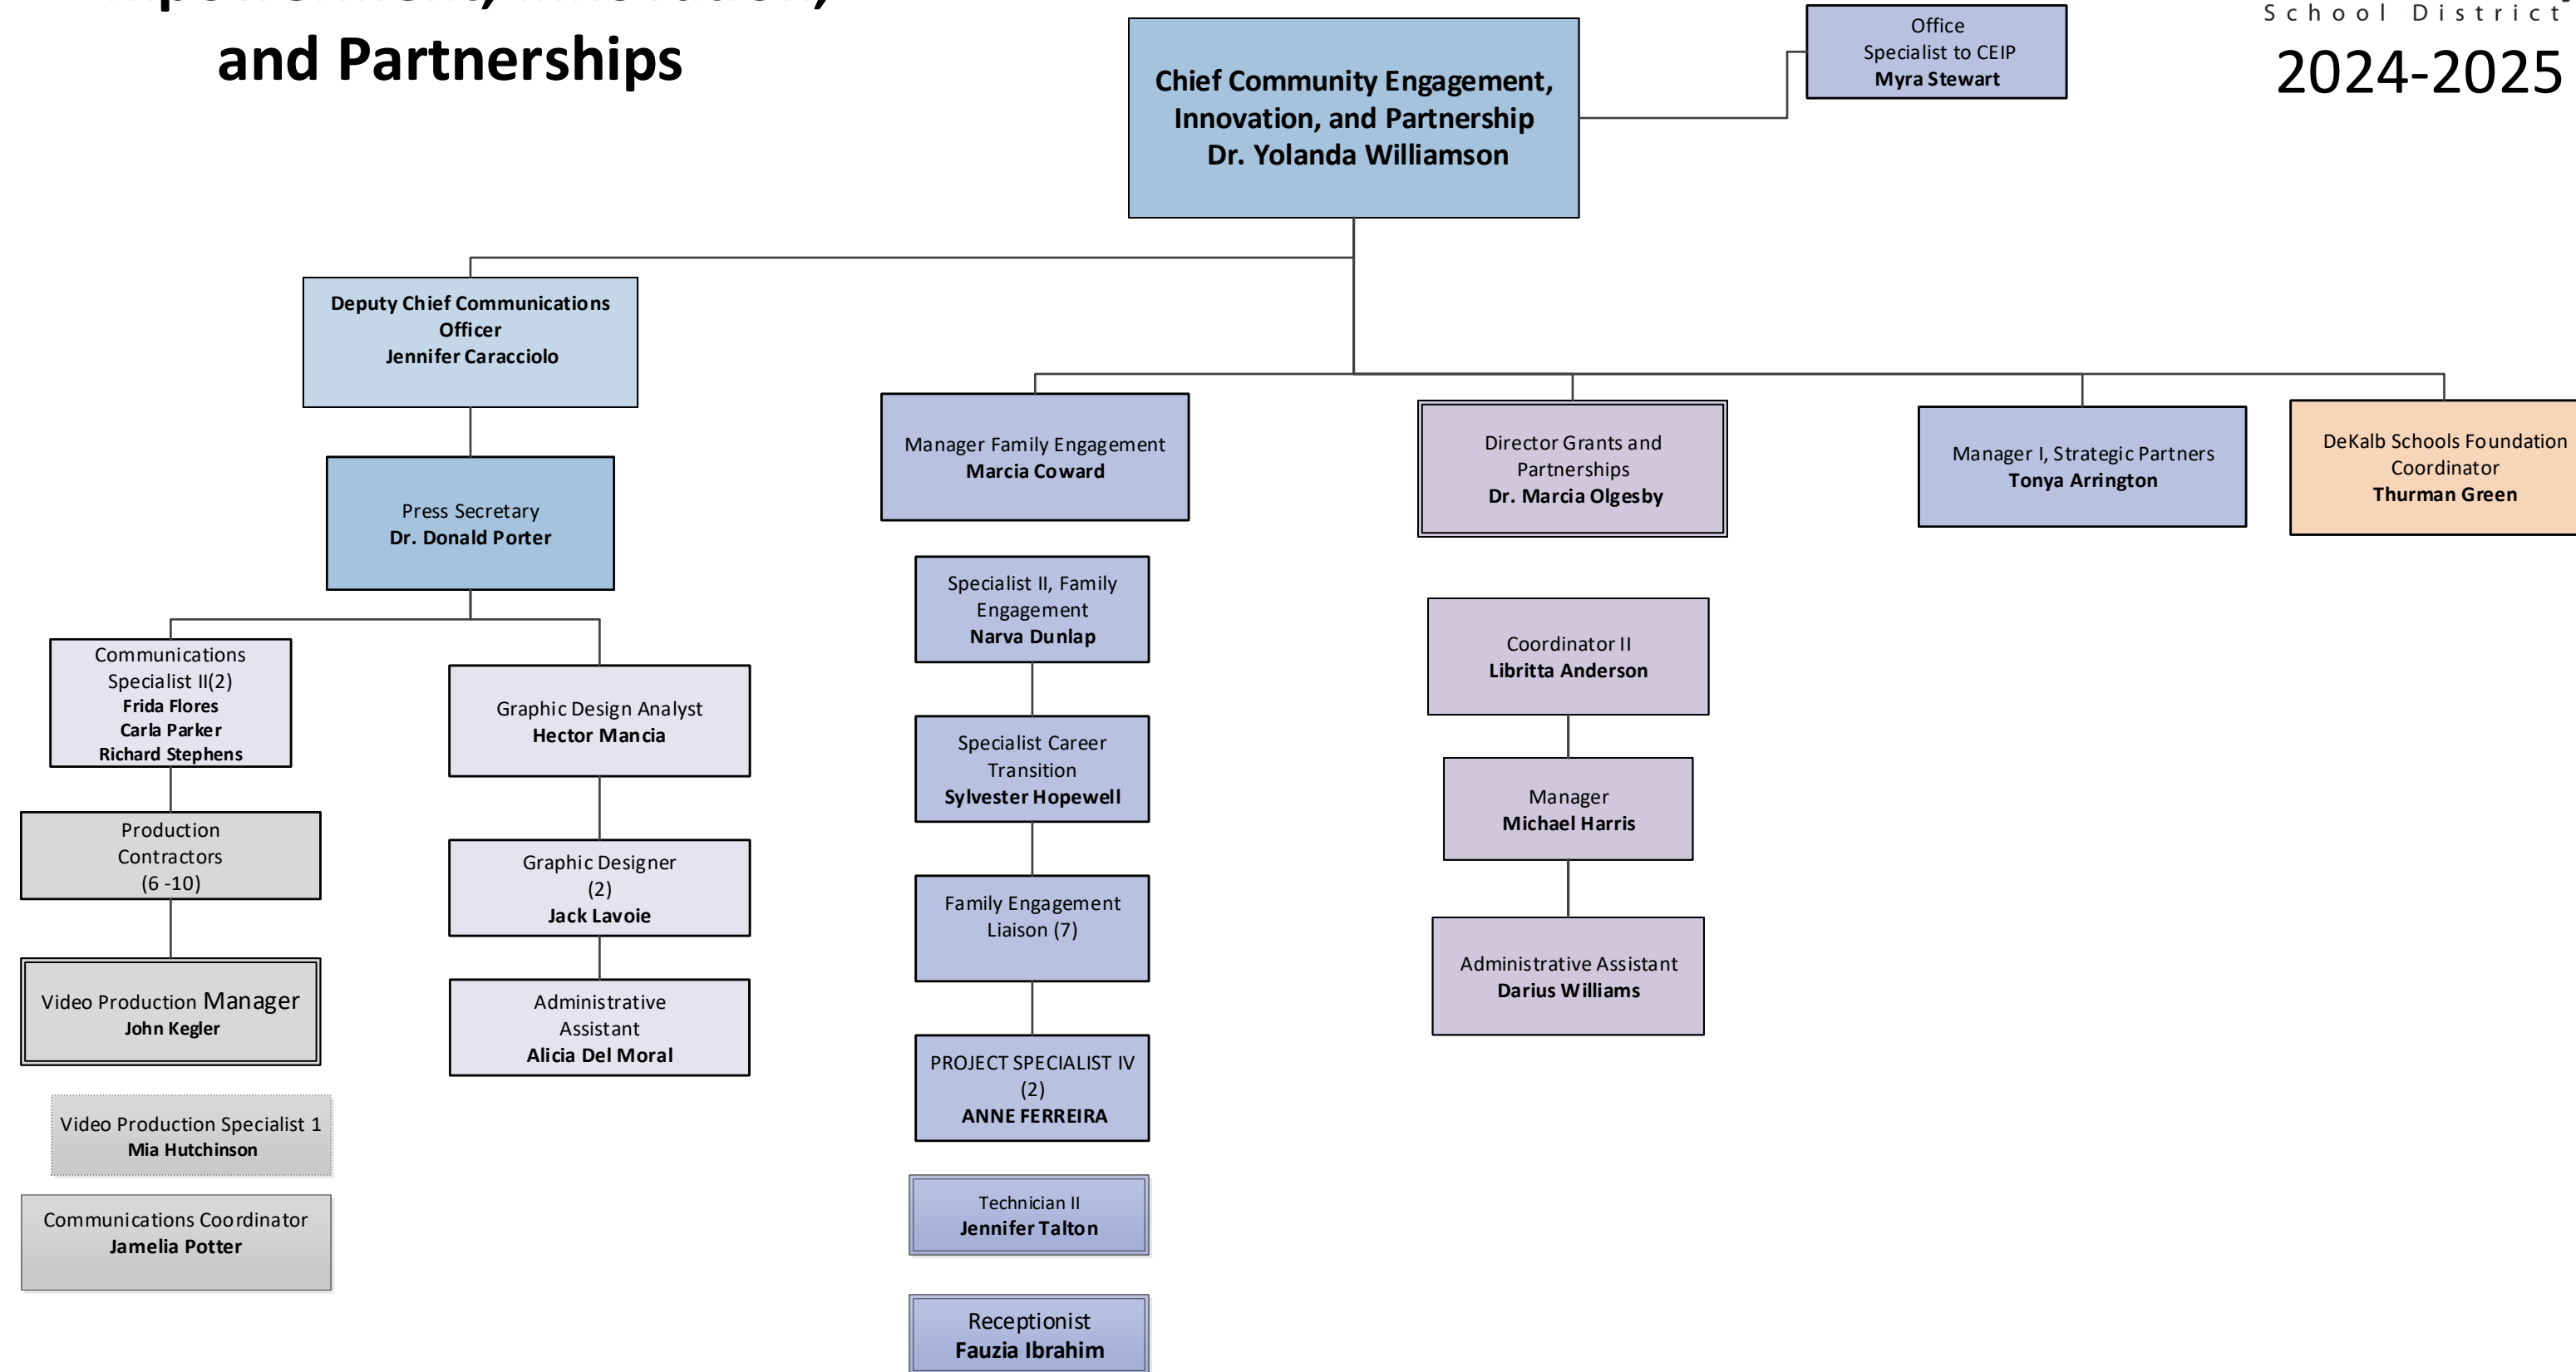 and Partnerships
School District
2024-2025
Office
Specialist to CEIP
Myra Stewart
Chief Community Engagement,
Innovation, and Partnership
Dr. Yolanda Williamson
Deputy Chief Communications
Officer
Jennifer Caracciolo
Press Secretary
Dr. Donald Porter
Manager Family Engagement
Marcia Coward
Director Grants and
Partnerships
Dr. Marcia Olgesby
Manager I, Strategic Partners
Tonya Arrington
DeKalb Schools Foundation
Coordinator
Thurman Green
Communications
Specialist II(2)
Frida Flores
Carla Parker
Richard Stephens
Production
Contractors
(6 -10)
Video Production Manager
John Kegler
Video Production Specialist 1
Mia Hutchinson
Communications Coordinator
Jamelia Potter
Graphic Design Analyst
Hector Mancia
Graphic Designer
(2)
Jack Lavoie
Administrative
Assistant
Alicia Del Moral
Specialist II, Family
Engagement
Narva Dunlap
Specialist Career
Transition
Sylvester Hopewell
Family Engagement
Liaison (7)
PROJECT SPECIALIST IV
(2)
ANNE FERREIRA
Technician II
Jennifer Talton
Receptionist
Fauzia Ibrahim
Coordinator II
Libritta Anderson
Manager
Michael Harris
Administrative Assistant
Darius Williams